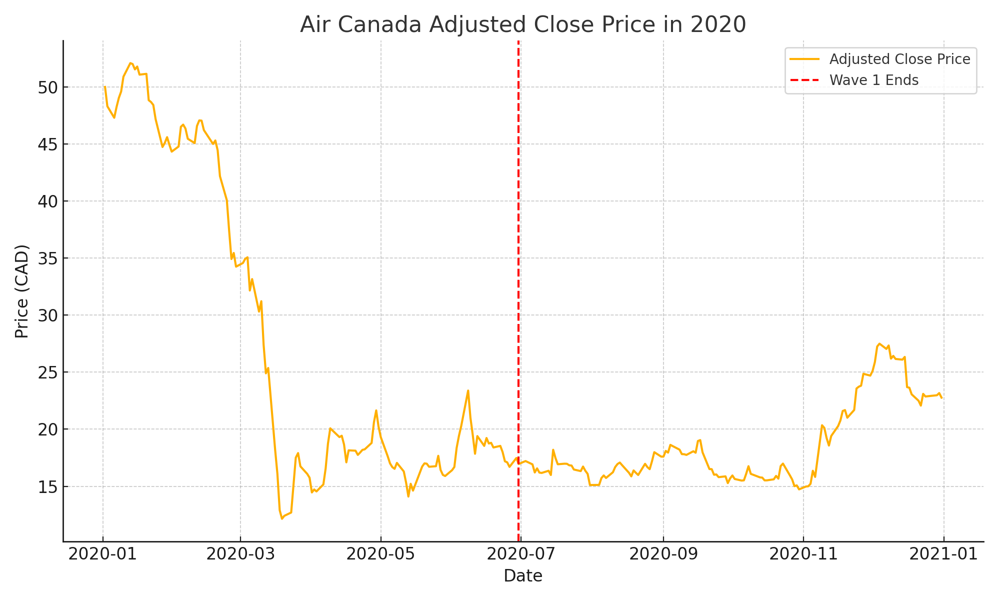 Air Canada Adjusted Close Price in 2020
Adjusted Close Price
Wave 1 Ends
Price (CAD)
50
45
40
35
30
25
20
15
2020-01 2020-03 2020-05 2020-07 2020-09 2020-11 2021-01
Date